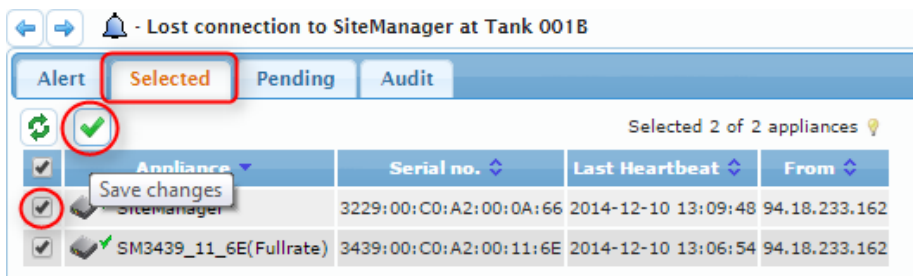 - Lost connection to SiteManager at Tank 001B
Alert Selected Pending Audit
Selected 2 of 2 appliances
Appliance Serial no. Last Heartbeat From
Save changes
SiteManager 3229:00:C0:A2:00:0A:66 2014-12-10 13:09:48 94.18.233.162
SM3439_11_6E(Fullrate) 3439:00:C0:A2:00:11:6E 2014-12-10 13:06:54 94.18.233.162